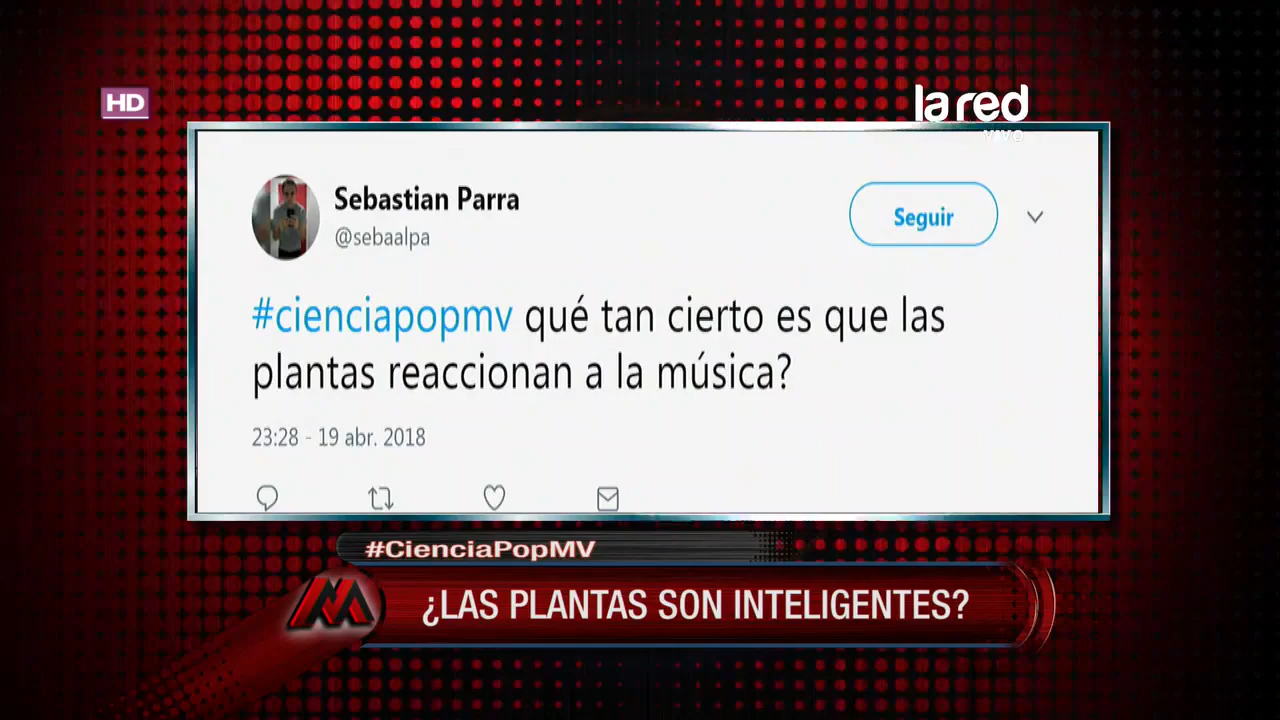 HD
la red
VIVO
Sebastian Parra
@sebaalpa
Seguir
#cienciapopmv qué tan cierto es que las
plantas reaccionan a la música?
23:28 - 19 abr. 2018
#CienciaPopMV
¿LAS PLANTAS SON INTELIGENTES?